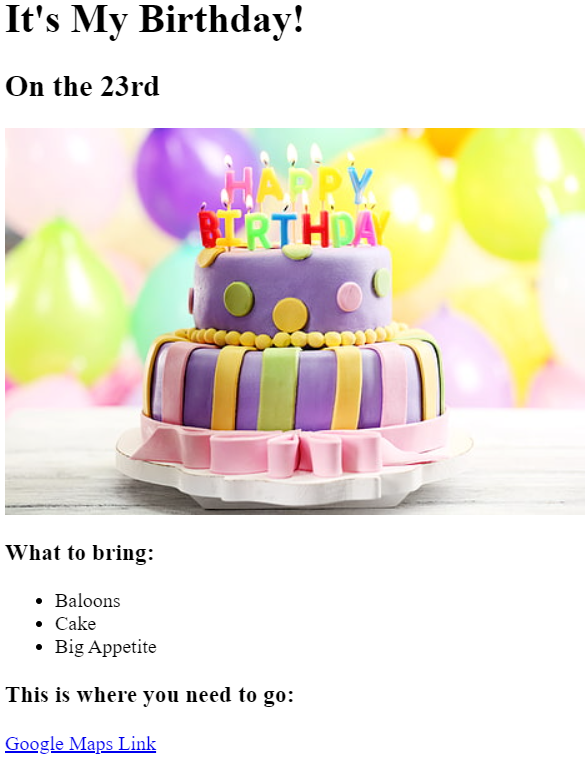 It's My Birthday!
On the 23rd
HAPPY
BIRTHDAY
What to bring:
Baloons
Cake
Big Appetite
This is where you need to go:
Google Maps Link